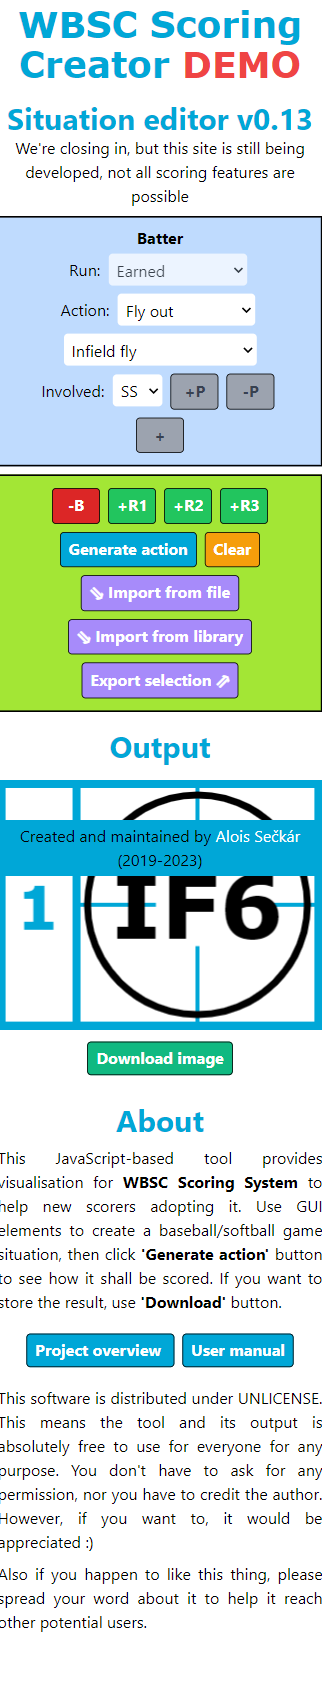 WBSC Scoring
Creator DEMO
Situation editor v0.13
We're closing in, but this site is still being
developed, not all scoring features are
possible
Batter
Run: Earned
Action: Fly out
Infield fly
Involved: SS +P -P
+
-B +R1 +R2 +R3
Generate action Clear
⇘ Import from file
⇘ Import from library
Export selection ⇗
Output
Created and maintained by Alois Sečkár
(2019-2023)
1 IF6
Download image
About
This JavaScript-based tool provides
visualisation for WBSC Scoring System to
help new scorers adopting it. Use GUI
elements to create a baseball/softball game
situation, then click 'Generate action' button
to see how it shall be scored. If you want to
store the result, use 'Download' button.
Project overview User manual
This software is distributed under UNLICENSE.
This means the tool and its output is
absolutely free to use for everyone for any
purpose. You don't have to ask for any
permission, nor you have to credit the author.
However, if you want to, it would be
appreciated :)
Also if you happen to like this thing, please
spread your word about it to help it reach
other potential users.